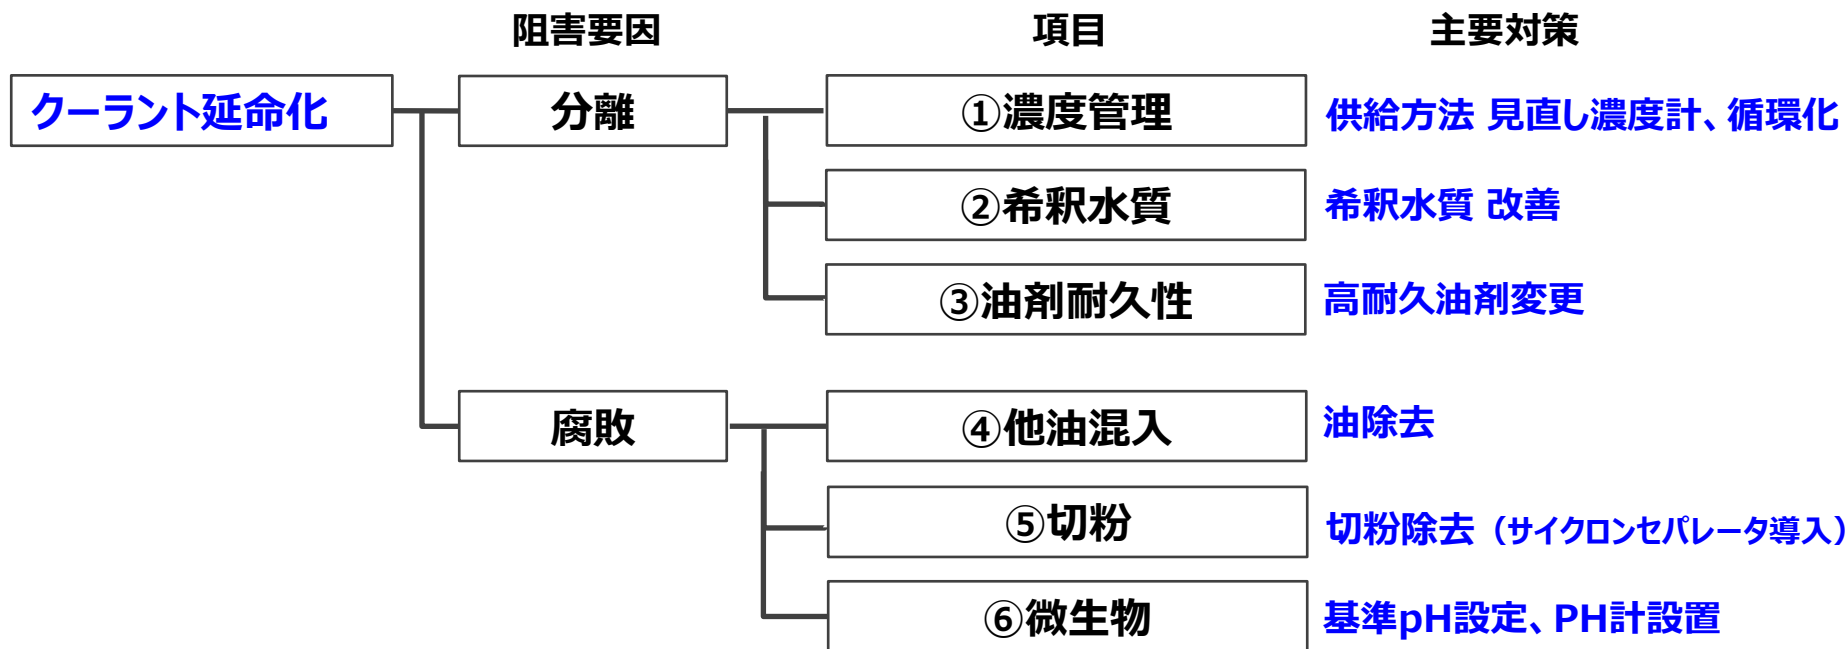 阻害要因 項目 主要対策
クーラント延命化 分離 ①濃度管理 供給方法 見直し濃度計、循環化
②希釈水質 希釈水質 改善
③油剤耐久性 高耐久油剤変更
腐敗 ④他油混入 油除去
⑤切粉 切粉除去（サイクロンセパレータ導入）
⑥微生物 基準pH設定、PH計設置